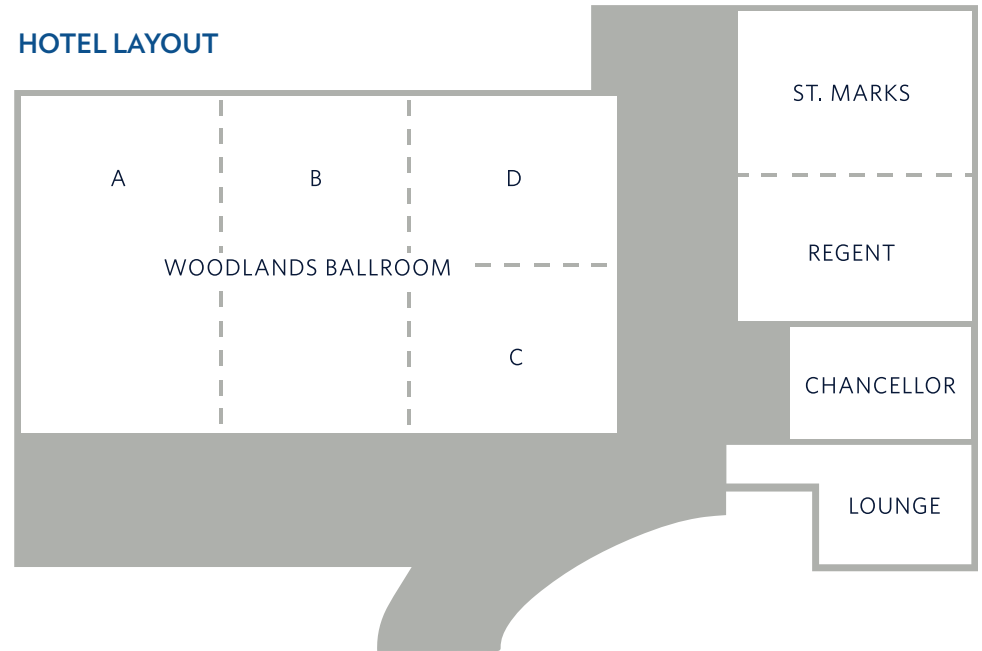 HOTEL LAYOUT
ST. MARKS
A
B
D
REGENT
WOODLANDS BALLROOM
C
CHANCELLOR
LOUNGE